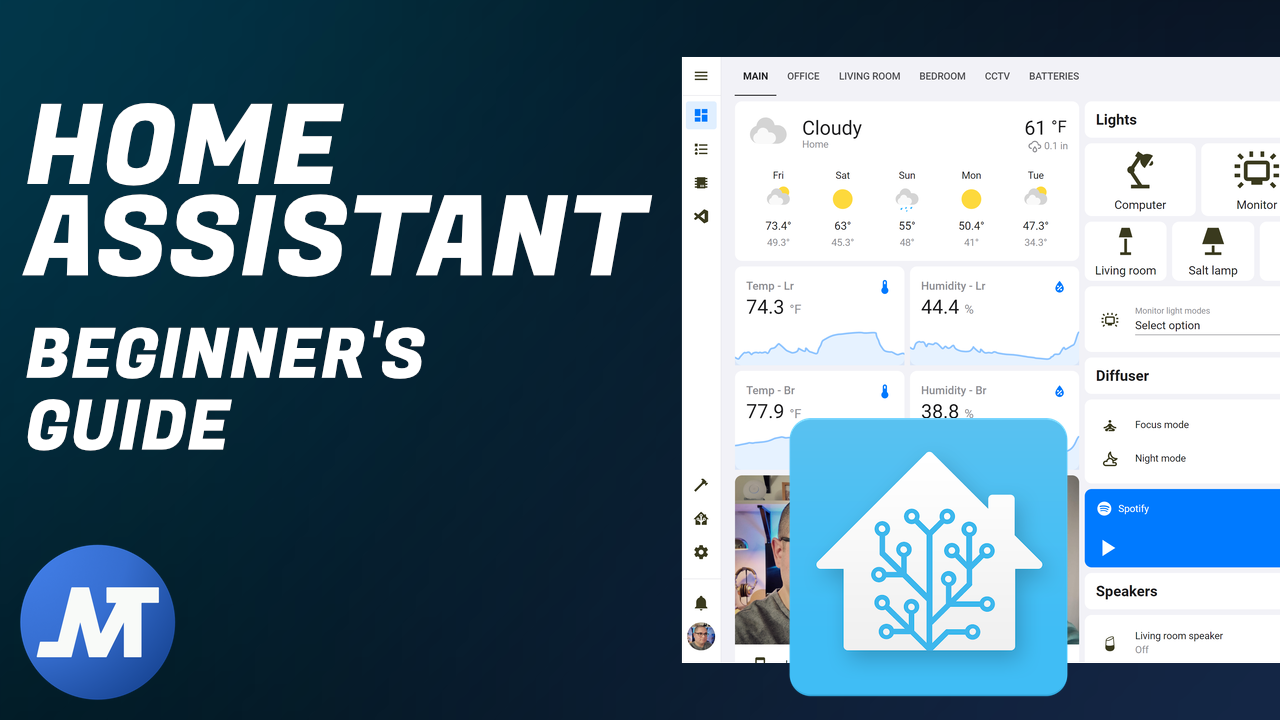 HOME
ASSISTANT
BEGINNER'S
GUIDE
MT
MAIN OFFICE LIVING ROOM BEDROOM CCTV BATTERIES
Cloudy
Home
61 °F
0.1 in
Fri Sat Sun Mon Tue
73.4° 63° 55° 50.4° 47.3°
49.3° 45.3° 48° 41° 34.3°
Temp - Lr
74.3 °F
Humidity - Lr
44.4 %
Temp - Br
77.9 °F
Humidity - Br
38.8 %
Lights
Computer Monitor
Living room Salt lamp
Monitor light modes
Select option
Diffuser
Focus mode
Night mode
Spotify
Speakers
Living room speaker
Off